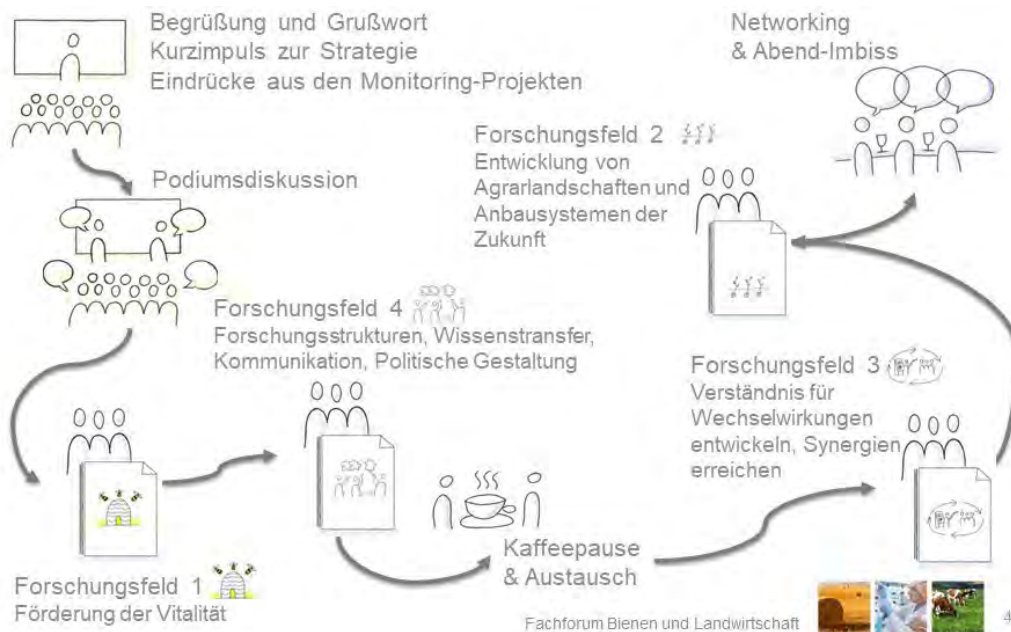 Begrüßung und Grußwort
Kurzimpuls zur Strategie
Eindrücke aus den Monitoring-Projekten
Podiumsdiskussion
Forschungsfeld 1
Förderung der Vitalität
Forschungsfeld 4
Forschungsstrukturen, Wissenstransfer,
Kommunikation, Politische Gestaltung
Kaffeepause
& Austausch
Forschungsfeld 3
Verständnis für
Wechselwirkungen
entwickeln, Synergien
erreichen
Forschungsfeld 2
Entwicklung von
Agrarlandschaften und
Anbausystemen der
Zukunft
Networking
& Abend-Imbiss
Fachforum Bienen und Landwirtschaft
4